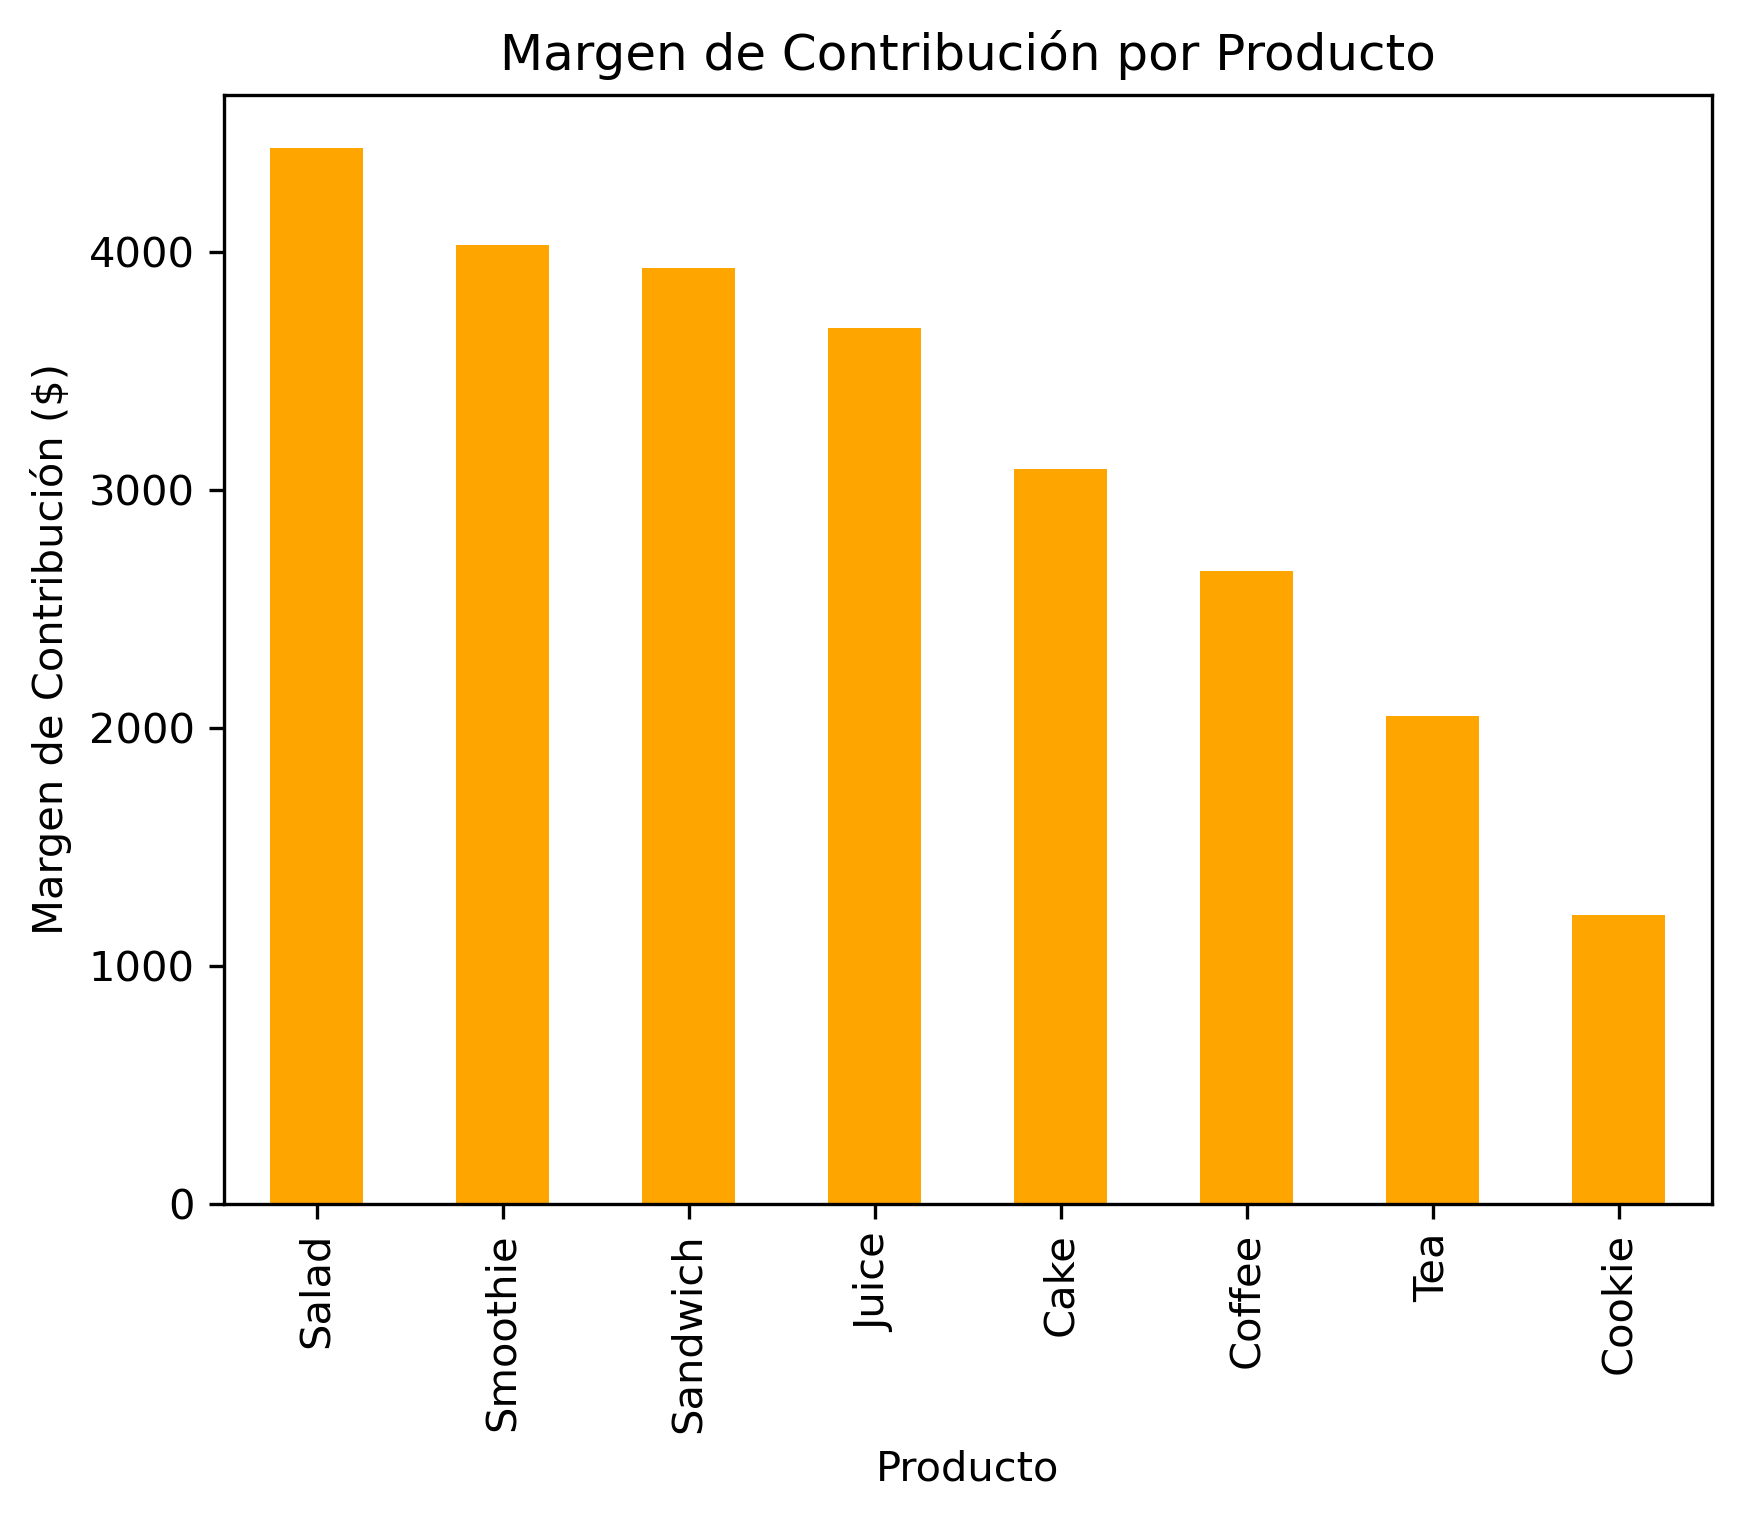 Margen de Contribución por Producto
Margen de Contribución ($)
4000
3000
2000
1000
0
Salad
Smoothie
Sandwich
Juice
Cake
Coffee
Tea
Cookie
Producto